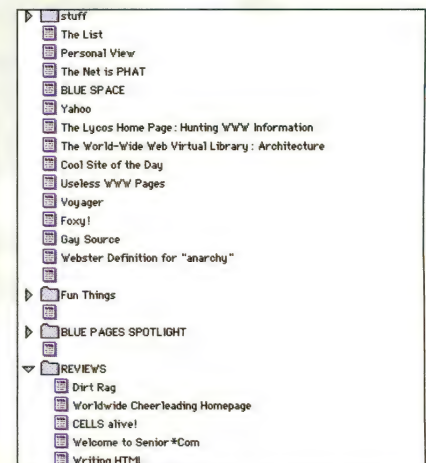 stuff
The List
Personal View
The Net is PHAT
BLUE SPACE
Yahoo
The Lycos Home Page: Hunting WWW Information
The World-Wide Web Virtual Library: Architecture
Cool Site of the Day
Useless WWW Pages
Voyager
Foxy!
Gay Source
Webster Definition for "anarchy"
Fun Things
BLUE PAGES SPOTLIGHT
REVIEWS
Dirt Rag
Worldwide Cheerleading Homepage
CELLS alive!
Welcome to Senior*Com
Writing HTML